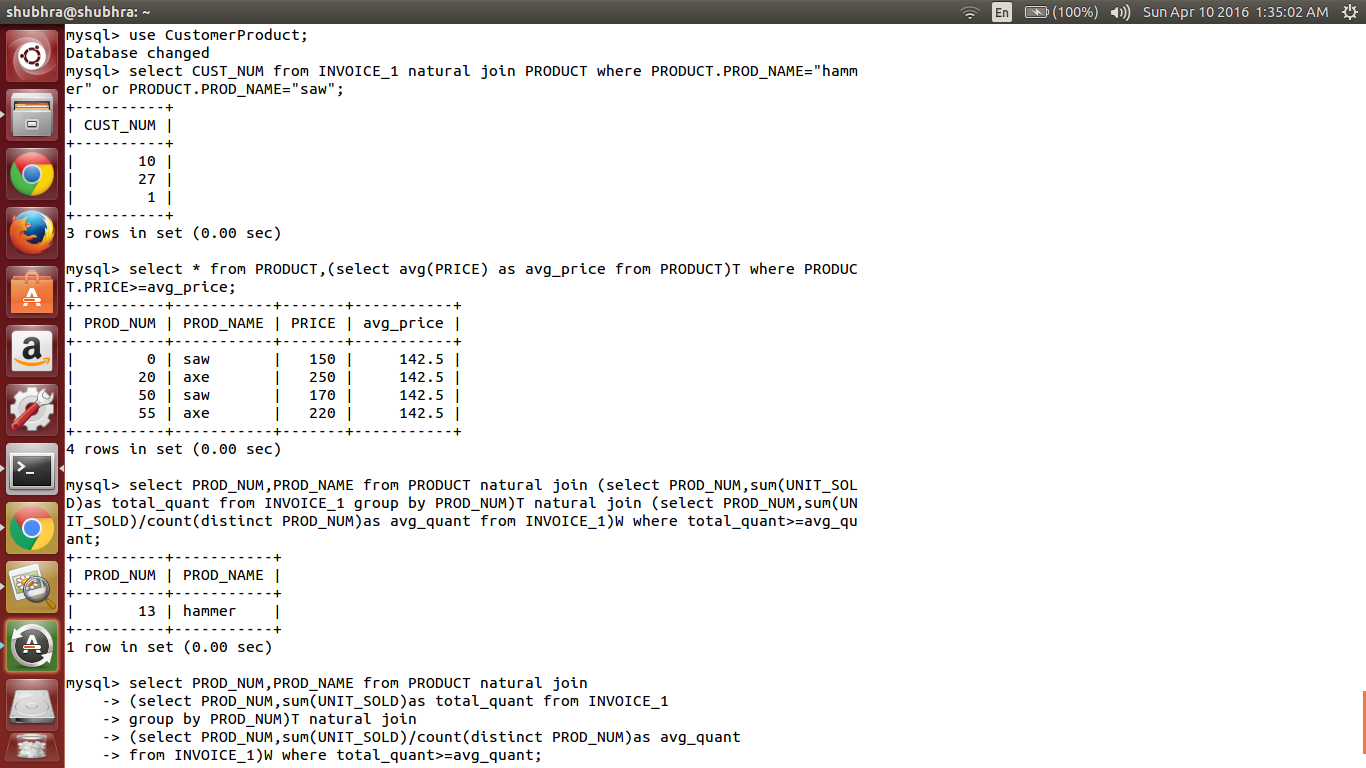 shubhra@shubhra: ~
En
(100%)
Sun Apr 10 2016 1:35:02 AM
mysql> use CustomerProduct;
Database changed
mysql> select CUST_NUM from INVOICE_1 natural join PRODUCT where PRODUCT.PROD_NAME="hamm
er" or PRODUCT.PROD_NAME="saw";
+----------+
| CUST_NUM |
+----------+
|       10 |
|       27 |
|        1 |
+----------+
3 rows in set (0.00 sec)
mysql> select * from PRODUCT,(select avg(PRICE) as avg_price from PRODUCT)T where PRODUC
T.PRICE>=avg_price;
+----------+-----------+-------+-----------+
| PROD_NUM | PROD_NAME | PRICE | avg_price |
+----------+-----------+-------+-----------+
|        0 | saw       |   150 |     142.5 |
|       20 | axe       |   250 |     142.5 |
|       50 | saw       |   170 |     142.5 |
|       55 | axe       |   220 |     142.5 |
+----------+-----------+-------+-----------+
4 rows in set (0.00 sec)
mysql> select PROD_NUM,PROD_NAME from PRODUCT natural join (select PROD_NUM,sum(UNIT_SOL
D)as total_quant from INVOICE_1 group by PROD_NUM)T natural join (select PROD_NUM,sum(UN
IT_SOLD)/count(distinct PROD_NUM)as avg_quant from INVOICE_1)W where total_quant>=avg_qu
ant;
+----------+-----------+
| PROD_NUM | PROD_NAME |
+----------+-----------+
|       13 | hammer    |
+----------+-----------+
1 row in set (0.00 sec)
mysql> select PROD_NUM,PROD_NAME from PRODUCT natural join
    -> (select PROD_NUM,sum(UNIT_SOLD)as total_quant from INVOICE_1
    -> group by PROD_NUM)T natural join
    -> (select PROD_NUM,sum(UNIT_SOLD)/count(distinct PROD_NUM)as avg_quant
    -> from INVOICE_1)W where total_quant>=avg_quant;